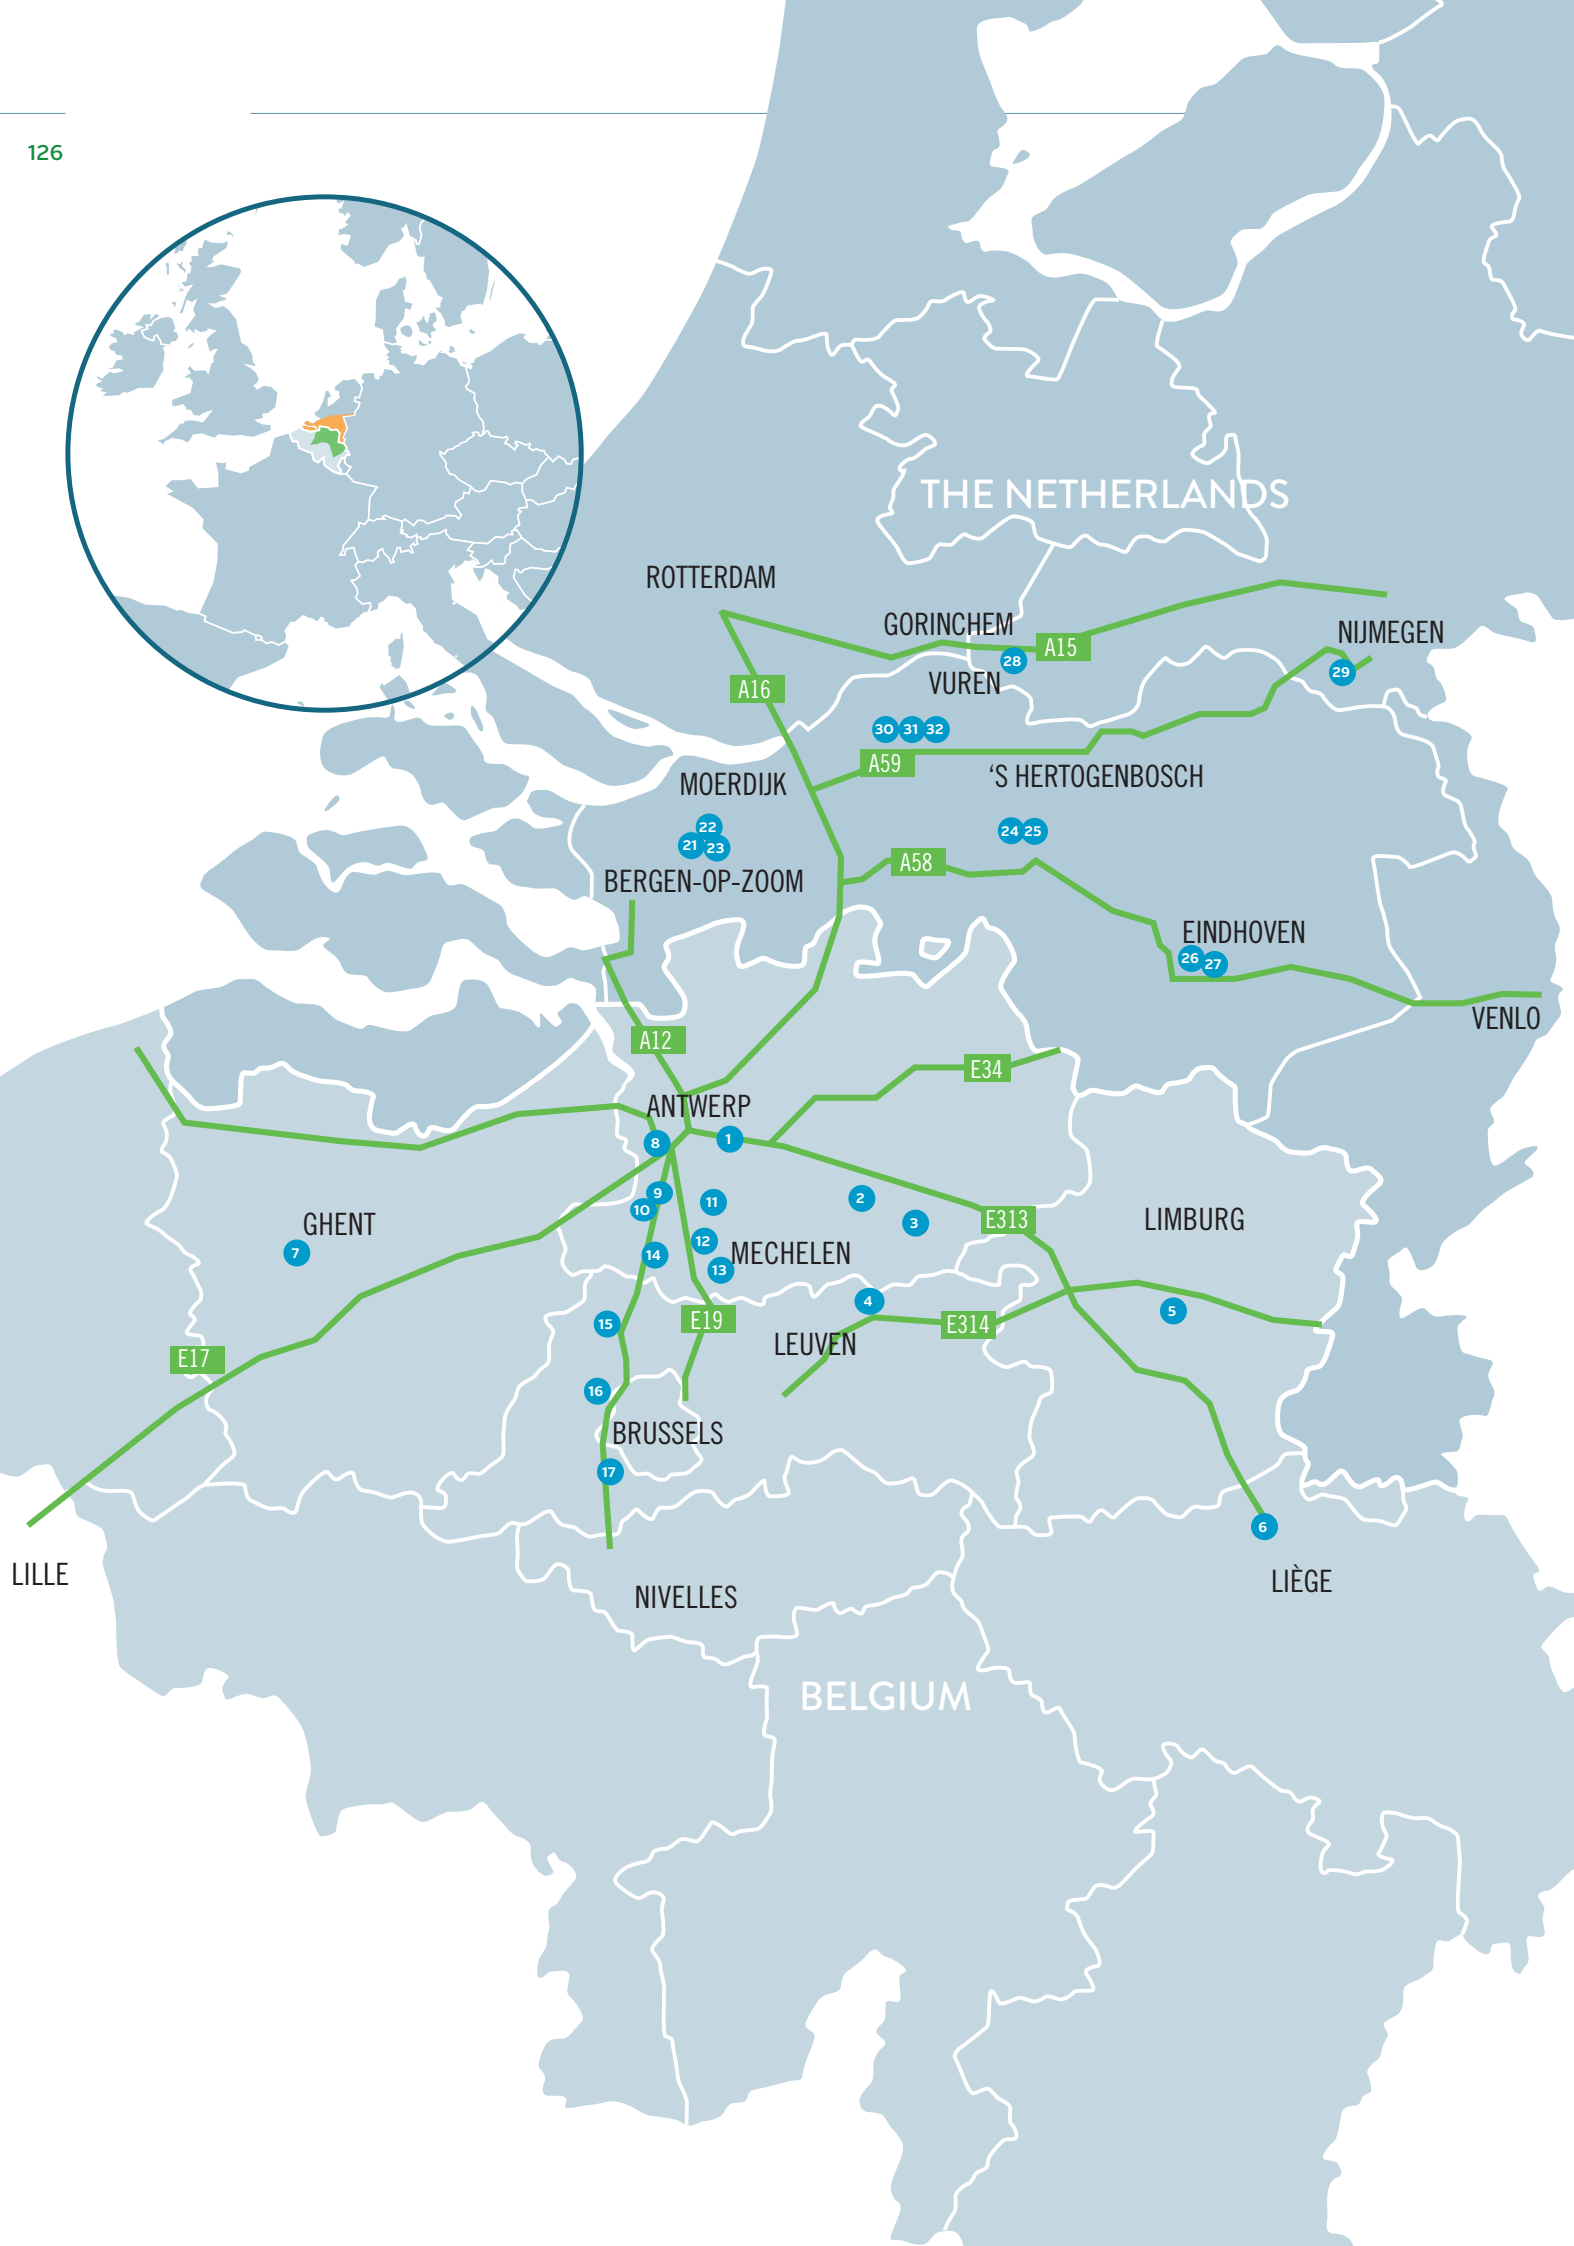 126
THE NETHERLANDS
ROTTERDAM
GORINCHEM
A15
NIJMEGEN
28
29
VUREN
A16
30 31 32
A59
'S HERTOGENBOSCH
MOERDIJK
22
21 23
24 25
A58
BERGEN-OP-ZOOM
EINDHOVEN
26 27
VENLO
A12
E34
ANTWERP
8
1
9
10
11
2
3
E313
LIMBURG
GHENT
7
12
14
MECHELEN
13
4
5
15
E19
E314
LEUVEN
E17
16
BRUSSELS
17
6
LILLE
LIÈGE
NIVELLES
BELGIUM